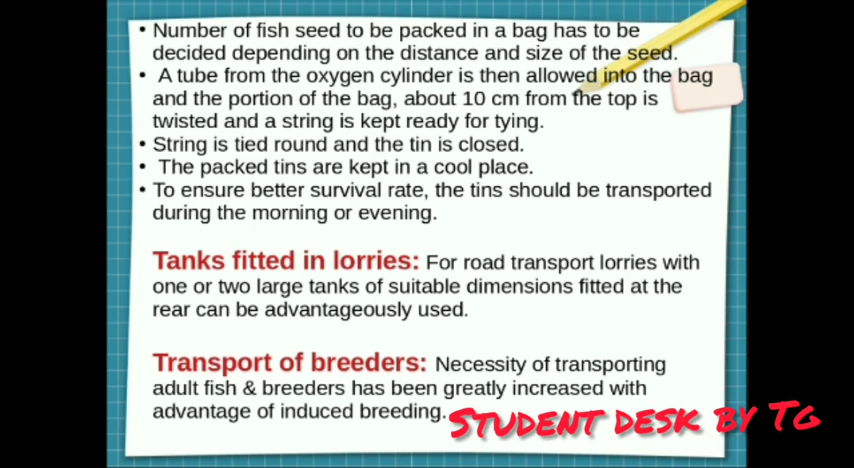 • Number of fish seed to be packed in a bag has to be
decided depending on the distance and size of the seed.
• A tube from the oxygen cylinder is then allowed into the bag
and the portion of the bag, about 10 cm from the top is
twisted and a string is kept ready for tying.
• String is tied round and the tin is closed.
• The packed tins are kept in a cool place.
• To ensure better survival rate, the tins should be transported
during the morning or evening.
Tanks fitted in lorries: For road transport lorries with
one or two large tanks of suitable dimensions fitted at the
rear can be advantageously used.
Transport of breeders: Necessity of transporting
adult fish & breeders has been greatly increased with
advantage of induced breeding.
Student desk by Tg